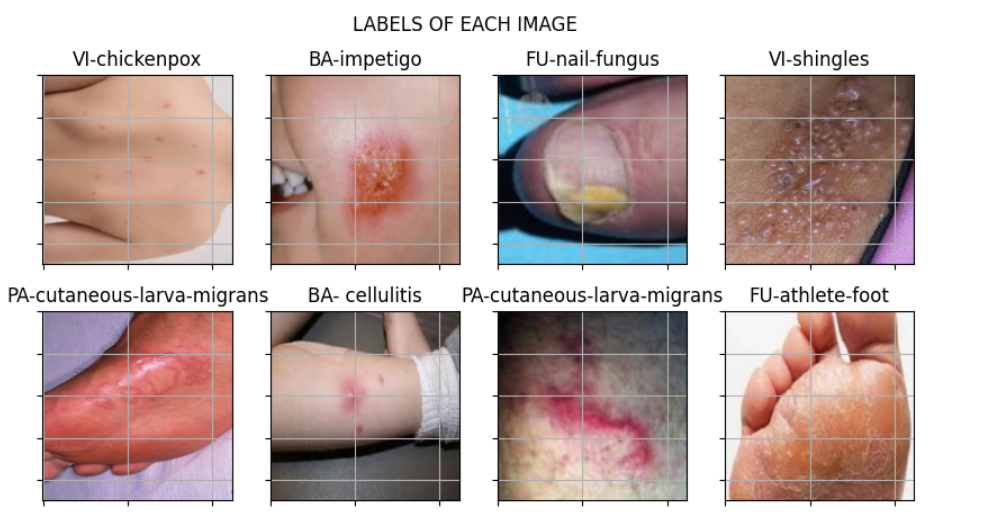 LABELS OF EACH IMAGE
VI-chickenpox BA-impetigo FU-nail-fungus VI-shingles
PA-cutaneous-larva-migrans BA- cellulitis PA-cutaneous-larva-migrans FU-athlete-foot